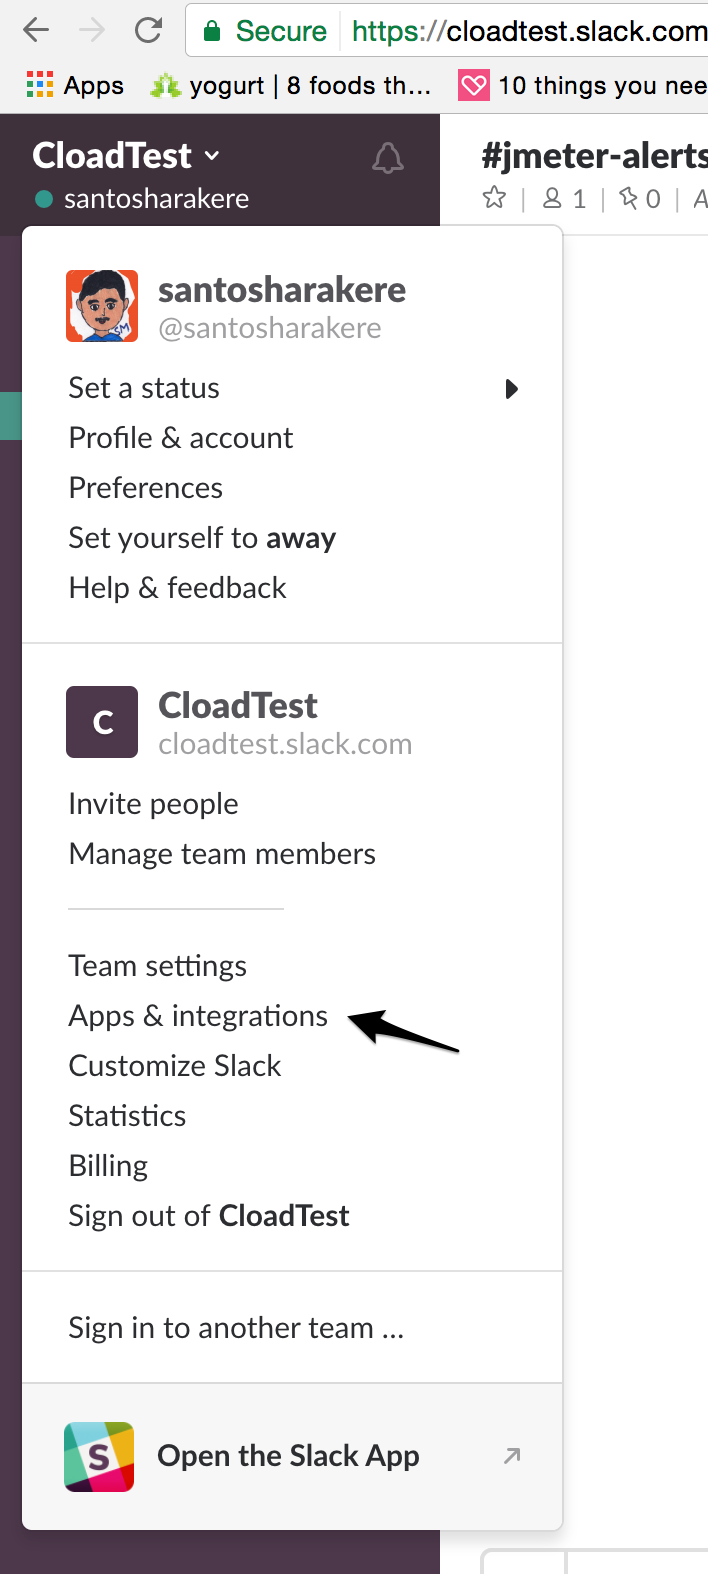 Secure https://cloadtest.slack.com
Apps yogurt | 8 foods th... 10 things you nee
CloadTest
santosharakere
#jmeter-alerts
1 0 A
santosharakere
@santosharakere
Set a status
Profile & account
Preferences
Set yourself to away
Help & feedback
C
CloadTest
cloadtest.slack.com
Invite people
Manage team members
Team settings
Apps & integrations
Customize Slack
Statistics
Billing
Sign out of CloadTest
Sign in to another team ...
S
Open the Slack App